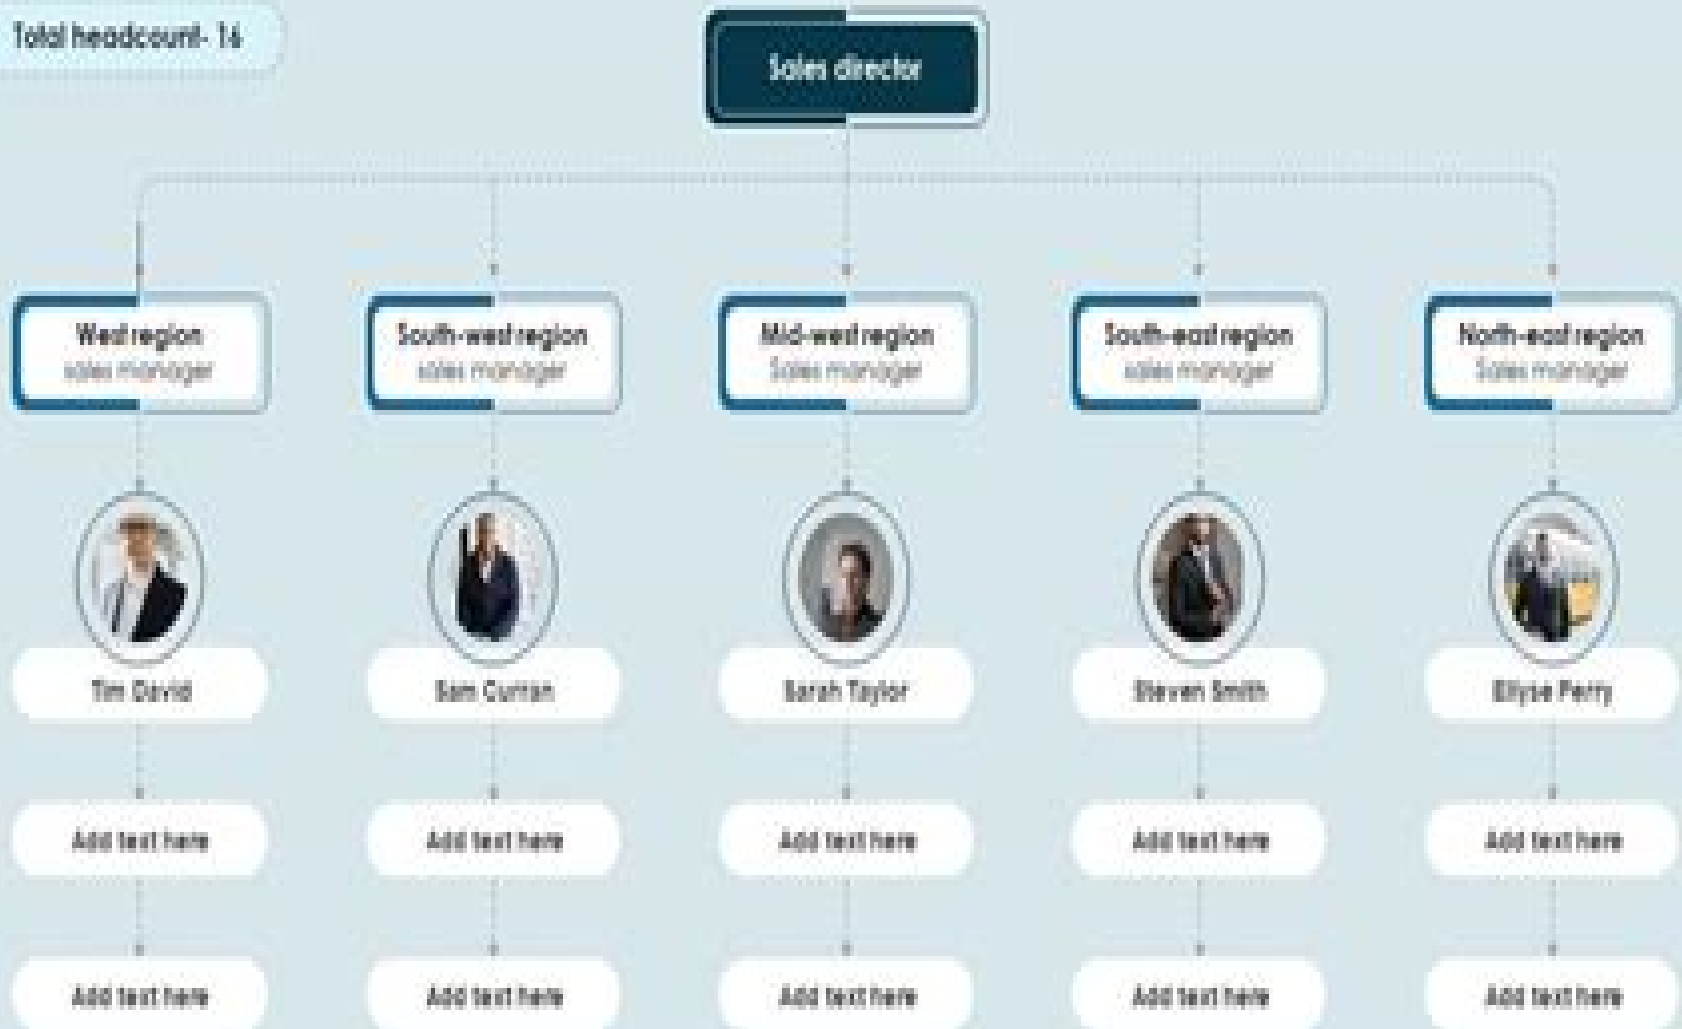 Total headcount- 16
Sales director
West region
sales manager
South-west region
sales manager
Mid-west region
Sales manager
South-east region
sales manager
North-east region
Sales manager
Tim David
Sam Curran
Sarah Taylor
Steven Smith
Ellyse Perry
Add text here
Add text here
Add text here
Add text here
Add text here
Add text here
Add text here
Add text here
Add text here
Add text here